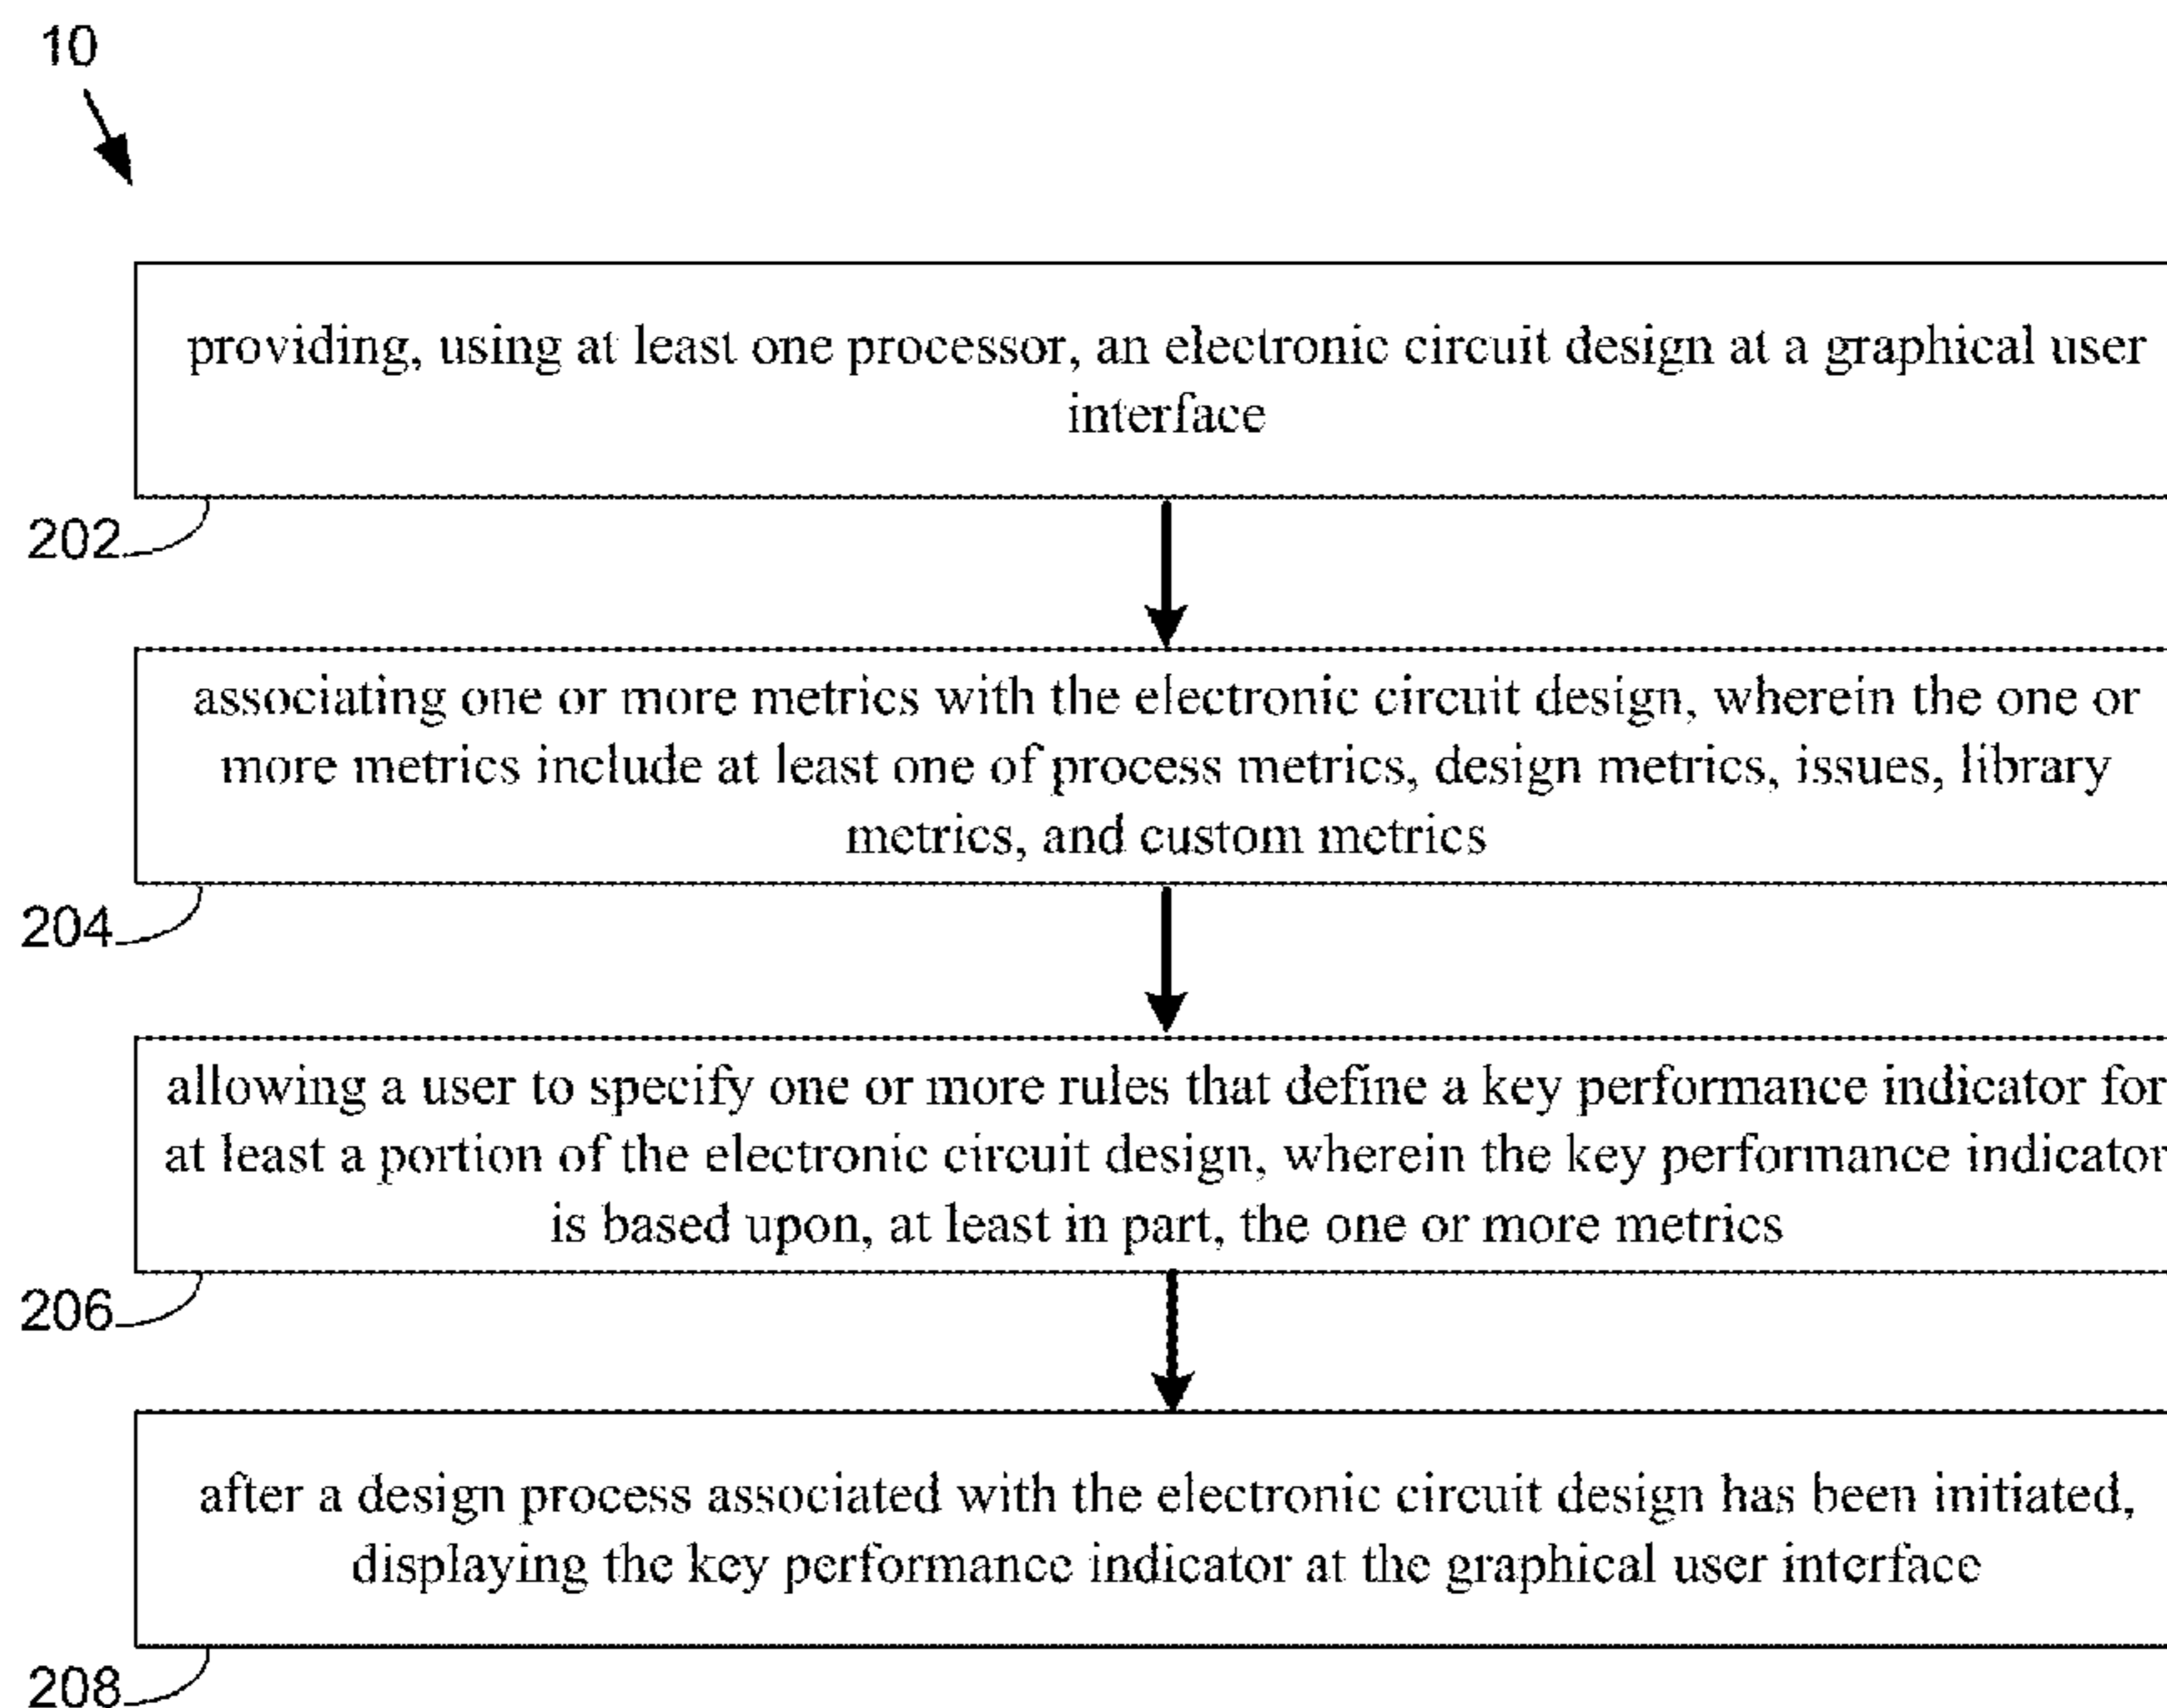 10
providing, using at least one processor, an electronic circuit design at a graphical user
interface
202
associating one or more metrics with the electronic circuit design, wherein the one or
more metrics include at least one of process metrics, design metrics, issues, library
metrics, and custom metrics
204
allowing a user to specify one or more rules that define a key performance indicator for
at least a portion of the electronic circuit design, wherein the key performance indicator
is based upon, at least in part, the one or more metrics
206
after a design process associated with the electronic circuit design has been initiated,
displaying the key performance indicator at the graphical user interface
208